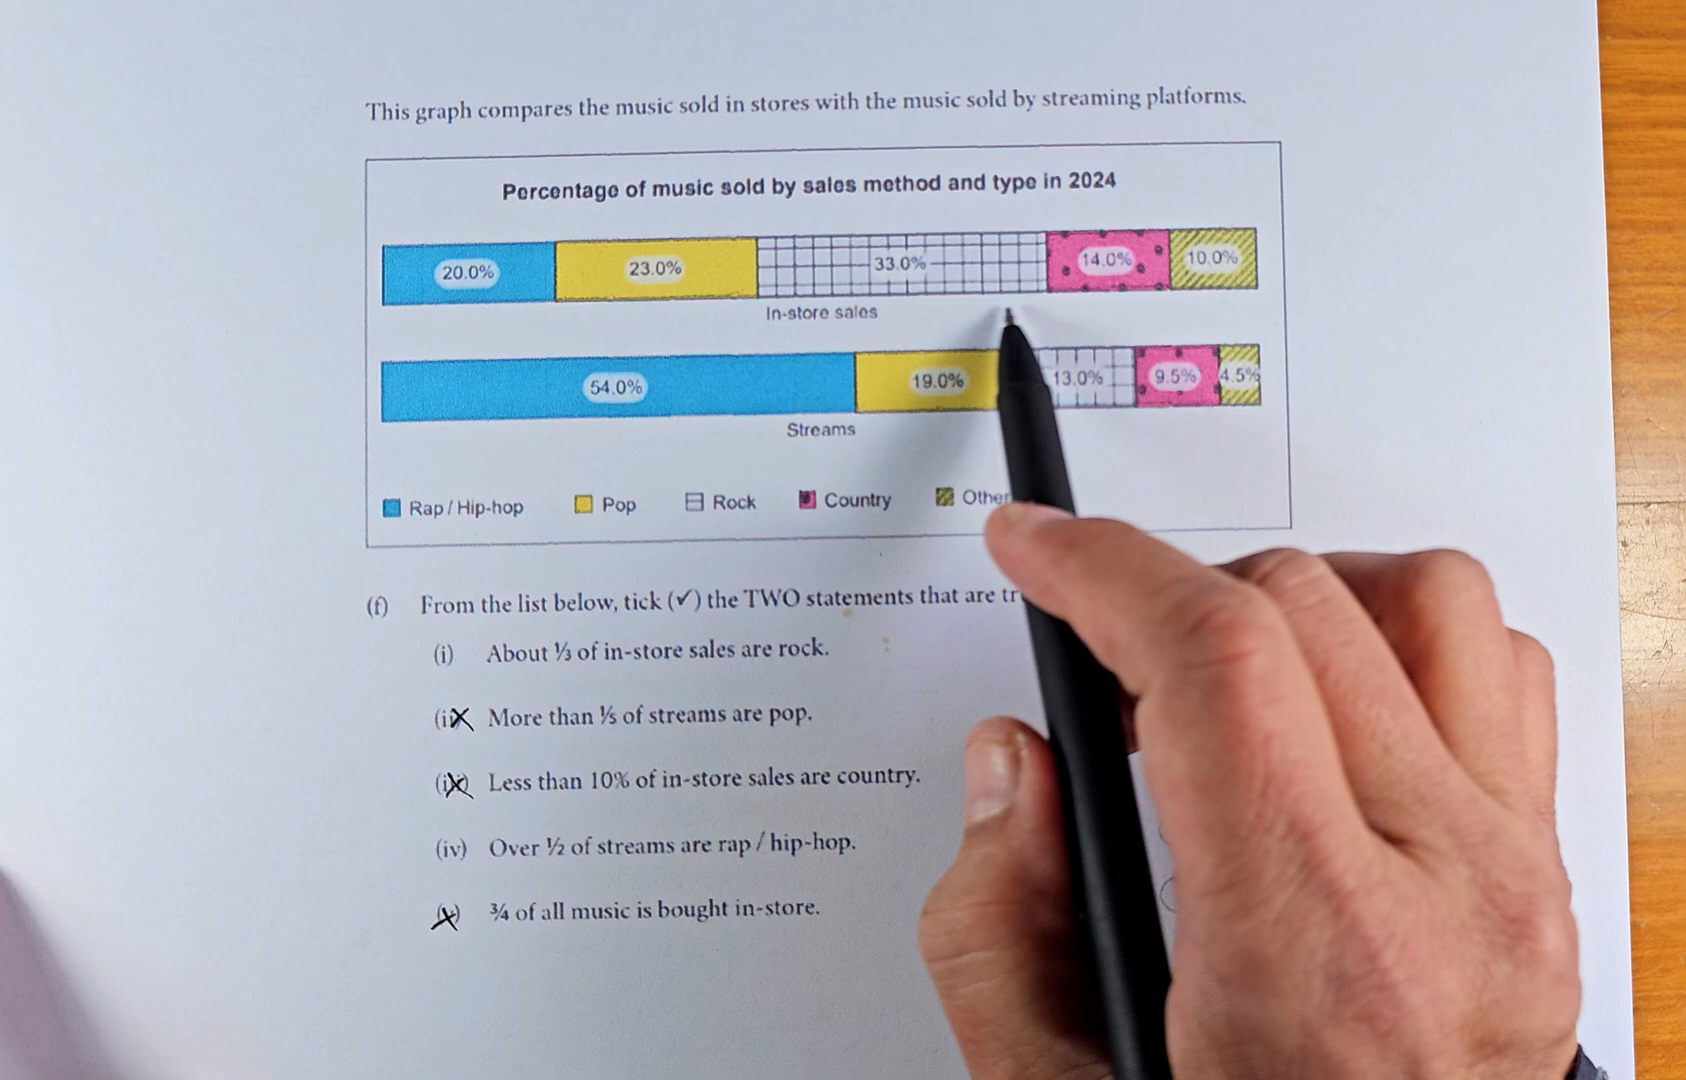 This graph compares the music sold in stores with the music sold by streaming platforms.
Percentage of music sold by sales method and type in 2024
20.0% 23.0% 33.0% 14.0% 10.0%
In-store sales
54.0% 19.0% 13.0% 9.5% 4.5%
Streams
Rap / Hip-hop Pop Rock Country Other
(f) From the list below, tick (✓) the TWO statements that are
(i) About ⅓ of in-store sales are rock.
More than ⅕ of streams are pop.
Less than 10% of in-store sales are country.
(iv) Over ½ of streams are rap / hip-hop.
¾ of all music is bought in-store.